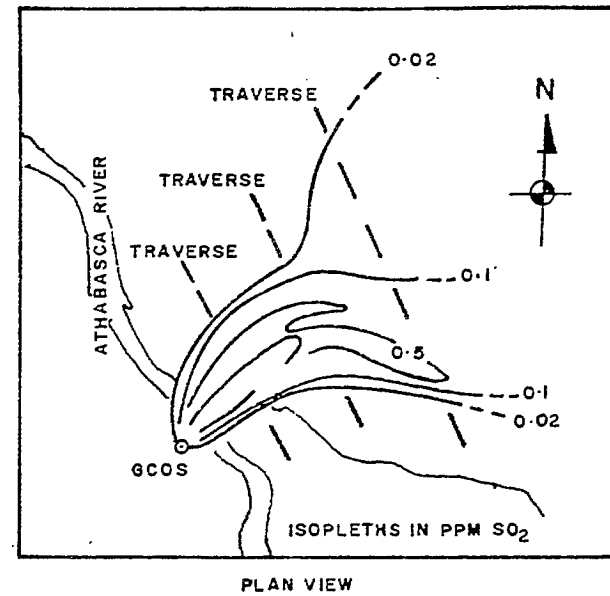 0.02
TRAVERSE
N
TRAVERSE
TRAVERSE
ATHABASCA RIVER
0.1
0.5
0.1
0.02
GCOS
ISOPLETHS IN PPM SO₂
PLAN VIEW